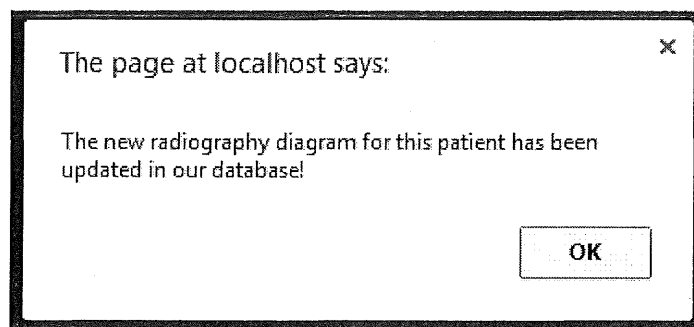 The page at localhost says:
The new radiography diagram for this patient has been
updated in our database!
OK